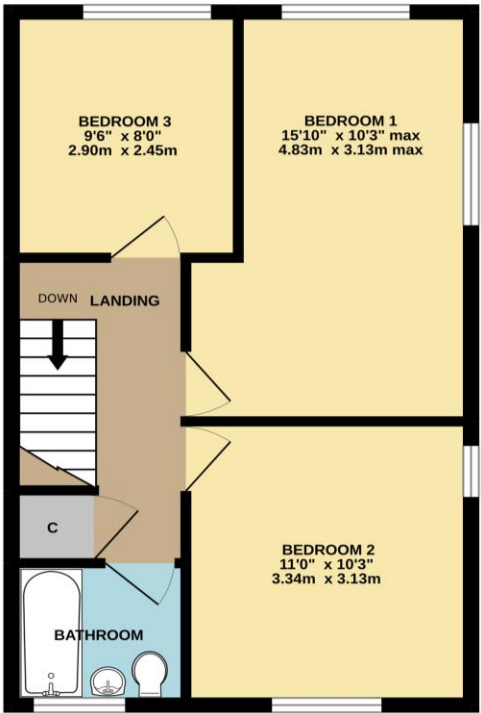 BEDROOM 3
9'6" x 8'0"
2.90m x 2.45m
BEDROOM 1
15'10" x 10'3" max
4.83m x 3.13m max
DOWN
LANDING
C
BEDROOM 2
11'0" x 10'3"
3.34m x 3.13m
BATHROOM